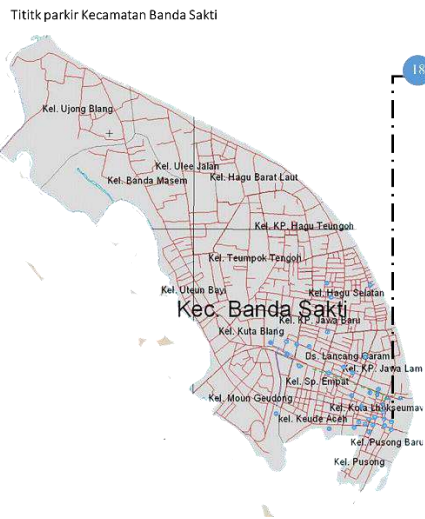 Tititk parkir Kecamatan Banda Sakti
18
Kel. Ujong Blang
Kel. Ulee Jalan
Kel. Banda Masem
Kel. Hagu Barat Laut
Kel. KP. Hagu Teungoh
Kel. Teumpok Tengoh
Kel. Uteun Bayi
Kel. Hagu Selatan
Kec. Banda Sakti
Kel. KP. Jawa Baru
Kel. Kuta Blang
Ds. Lancang Garam
Kel. KP. Jawa Lam
Kel. Sp. Empat
Kel. Moun Geudong
Kel. Kota Lhokseumaw
kel. Keude Aceh
Kel. Pusong Baru
Kel. Pusong